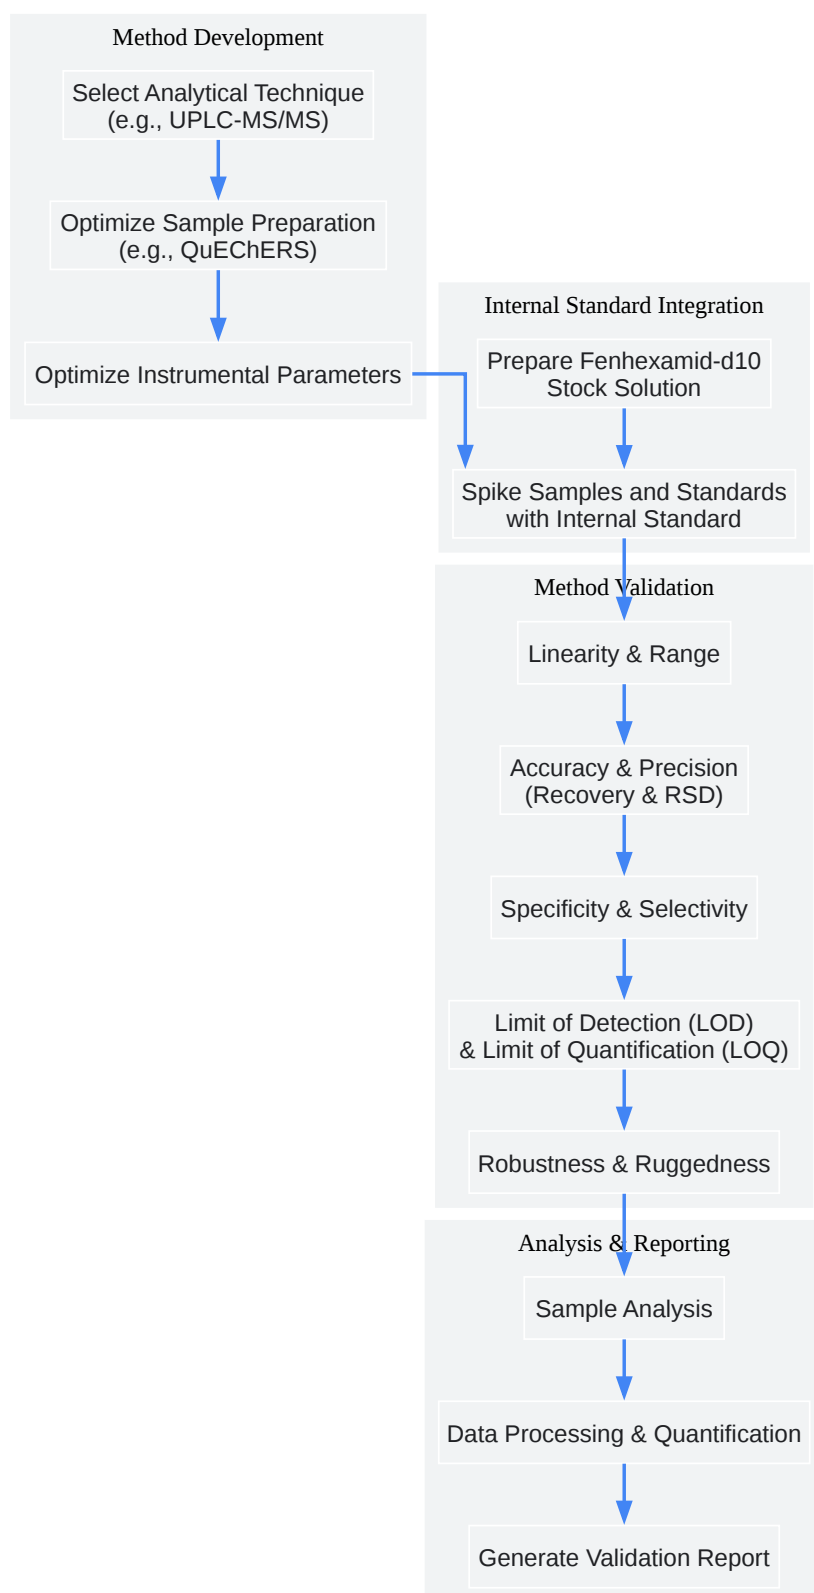 Method Development
Select Analytical Technique
(e.g., UPLC-MS/MS)
Optimize Sample Preparation
(e.g., QuEChERS)
Optimize Instrumental Parameters
Internal Standard Integration
Prepare Fenhexamid-d10
Stock Solution
Spike Samples and Standards
with Internal Standard
Method Validation
Linearity & Range
Accuracy & Precision
(Recovery & RSD)
Specificity & Selectivity
Limit of Detection (LOD)
& Limit of Quantification (LOQ)
Robustness & Ruggedness
Analysis & Reporting
Sample Analysis
Data Processing & Quantification
Generate Validation Report